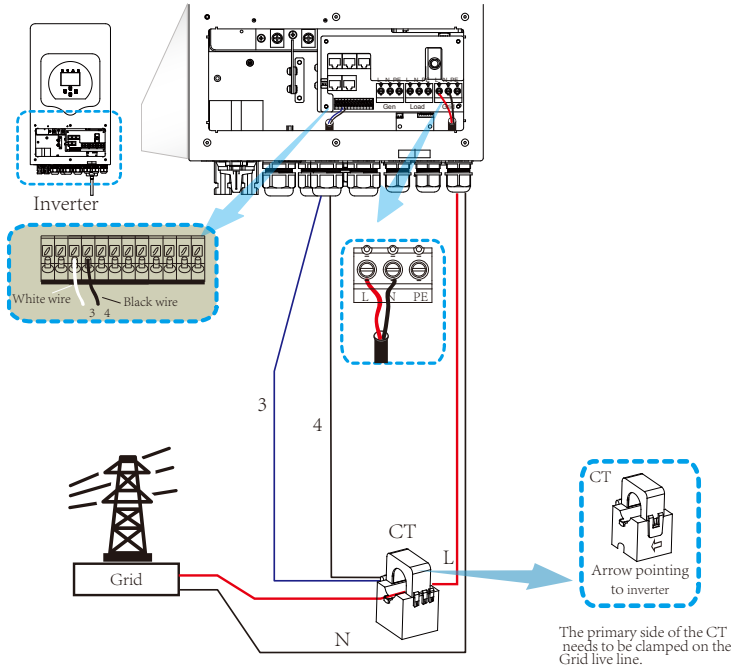 L N PE
Gen
Load
Inverter
White wire
Black wire
3 4
L N PE
3
4
CT
L
Grid
N
CT
Arrow pointing
to inverter
The primary side of the CT
needs to be clamped on the
Grid live line.